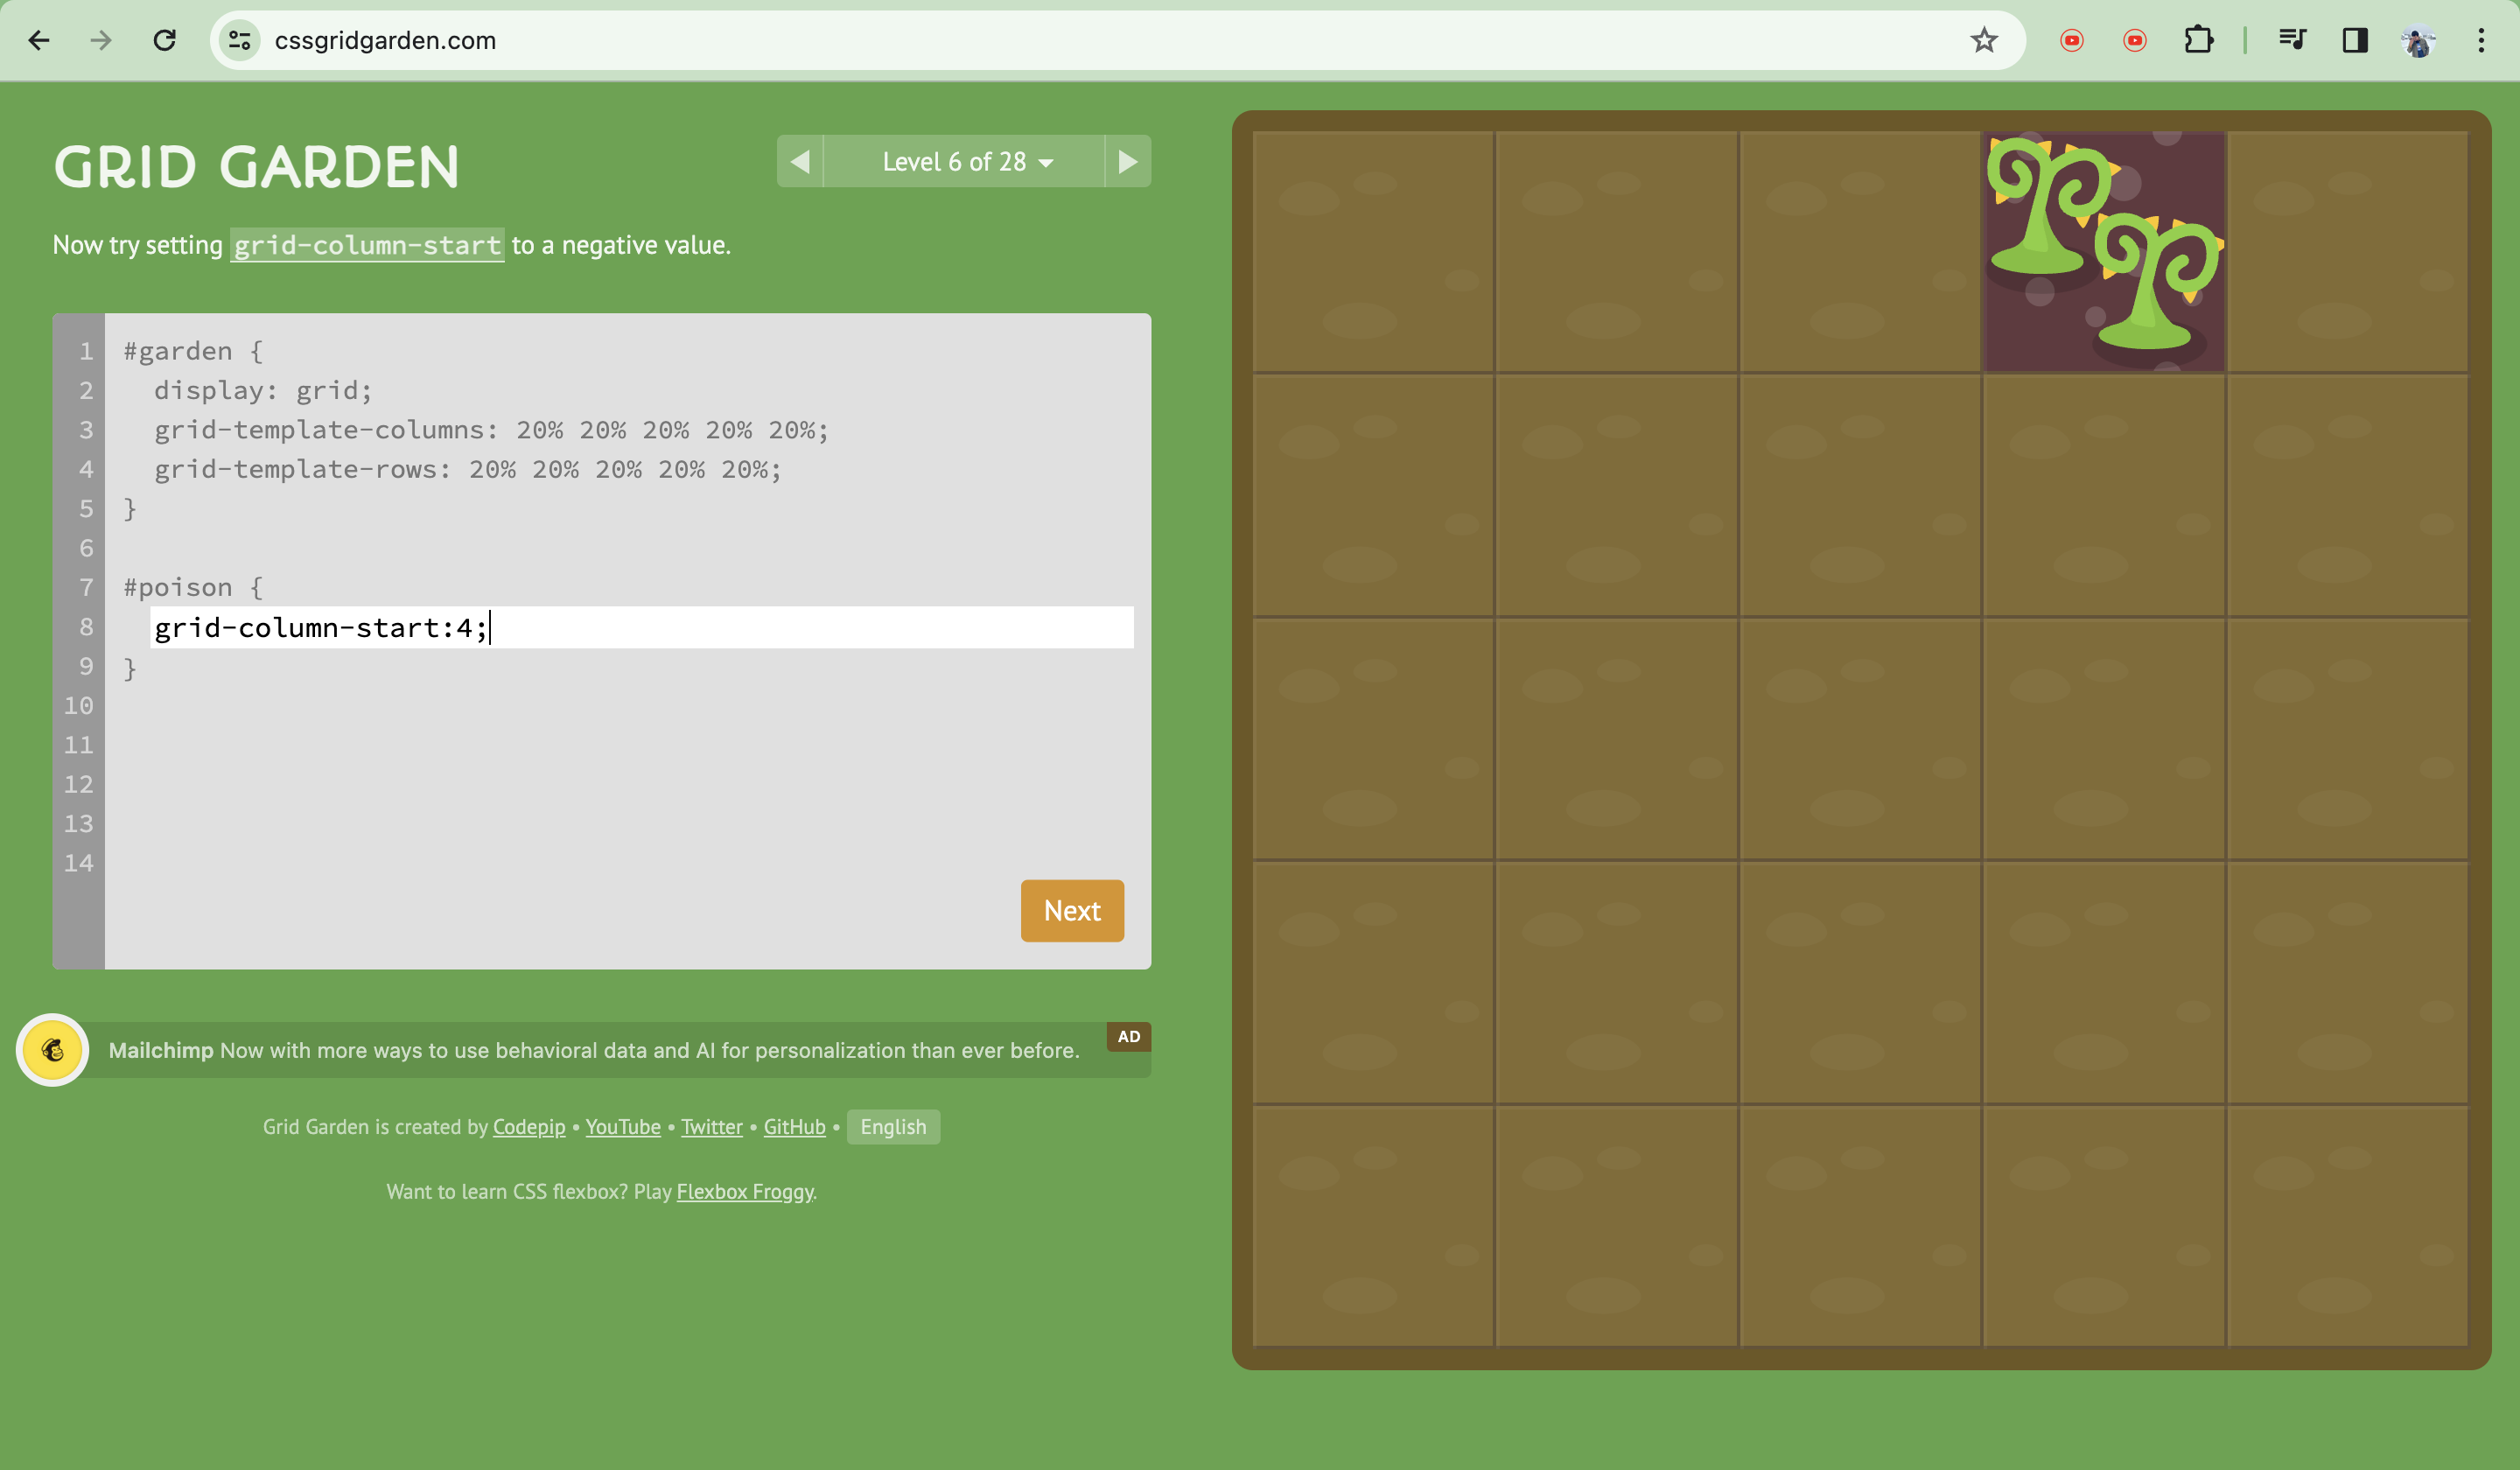 cssgridgarden.com
GRID GARDEN
Level 6 of 28
Now try setting grid-column-start to a negative value.
1 #garden {
2 display: grid;
3 grid-template-columns: 20% 20% 20% 20% 20%;
4 grid-template-rows: 20% 20% 20% 20% 20%;
5 }
6
7 #poison {
8 grid-column-start:4;
9 }
10
11
12
13
14
Next
AD
Mailchimp Now with more ways to use behavioral data and AI for personalization than ever before.
Grid Garden is created by Codepip • YouTube • Twitter • GitHub • English
Want to learn CSS flexbox? Play Flexbox Froggy.